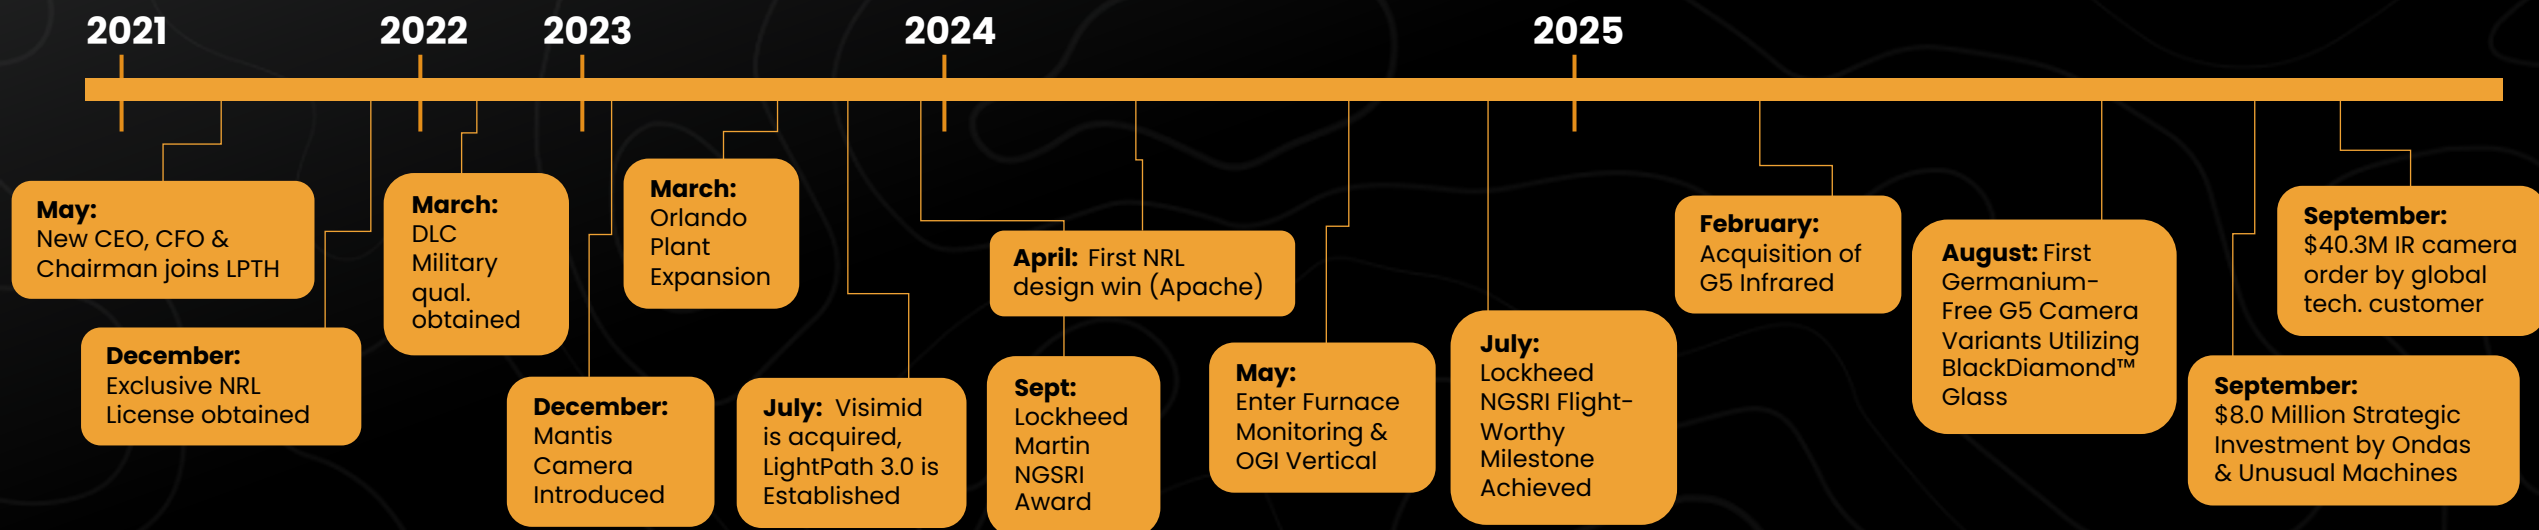 2021
2022
2023
2024
2025
May:
New CEO, CFO &
Chairman joins LPTH
December:
Exclusive NRL
License obtained
March:
DLC
Military
qual.
obtained
December:
Mantis
Camera
Introduced
March:
Orlando
Plant
Expansion
July: Visimid
is acquired,
LightPath 3.0 is
Established
Sept:
Lockheed
Martin
NGSRI
Award
April: First NRL
design win (Apache)
May:
Enter Furnace
Monitoring &
OGI Vertical
July:
Lockheed
NGSRI Flight-
Worthy
Milestone
Achieved
February:
Acquisition of
G5 Infrared
August: First
Germanium-
Free G5 Camera
Variants Utilizing
BlackDiamond™
Glass
September:
$8.0 Million Strategic
Investment by Ondas
& Unusual Machines
September:
$40.3M IR camera
order by global
tech. customer